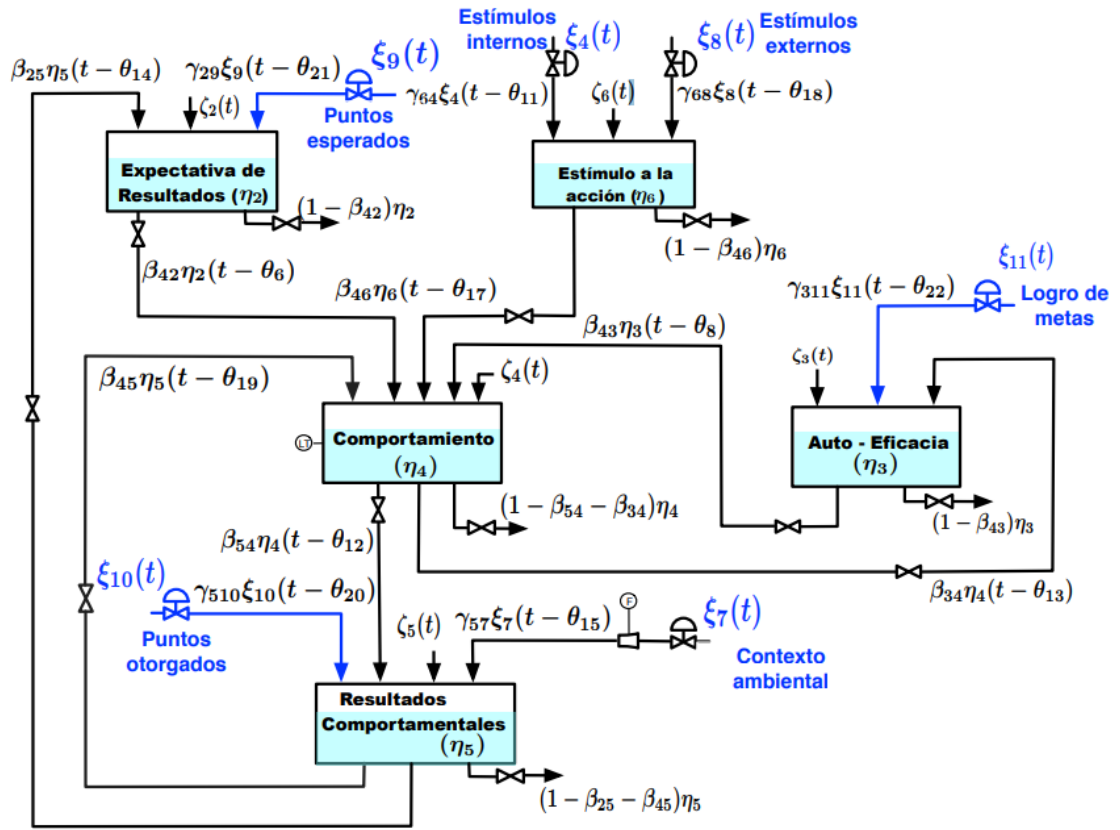 Estímulos
internos
ξ₄(t)
ξ₈(t)
Estímulos
externos
β₂₅η₅(t − θ₁₄)
γ₂₉ξ₉(t − θ₂₁)
ξ₉(t)
Puntos
esperados
ζ₂(t)
γ₆₄ξ₄(t − θ₁₁)
ζ₆(t)
γ₆₈ξ₈(t − θ₁₈)
Expectativa de
Resultados (η₂)
(1 − β₄₂)η₂
Estímulo a la
acción (η₆)
(1 − β₄₆)η₆
β₄₂η₂(t − θ₆)
β₄₆η₆(t − θ₁₇)
β₄₃η₃(t − θ₈)
γ₃₁₁ξ₁₁(t − θ₂₂)
ξ₁₁(t)
Logro de
metas
β₄₅η₅(t − θ₁₉)
ζ₄(t)
ζ₃(t)
LT
Comportamiento
(η₄)
Auto - Eficacia
(η₃)
(1 − β₅₄ − β₃₄)η₄
(1 − β₄₃)η₃
β₅₄η₄(t − θ₁₂)
β₃₄η₄(t − θ₁₃)
ξ₁₀(t)
γ₅₁₀ξ₁₀(t − θ₂₀)
Puntos
otorgados
ζ₅(t)
γ₅₇ξ₇(t − θ₁₅)
F
ξ₇(t)
Contexto
ambiental
Resultados
Comportamentales
(η₅)
(1 − β₂₅ − β₄₅)η₅